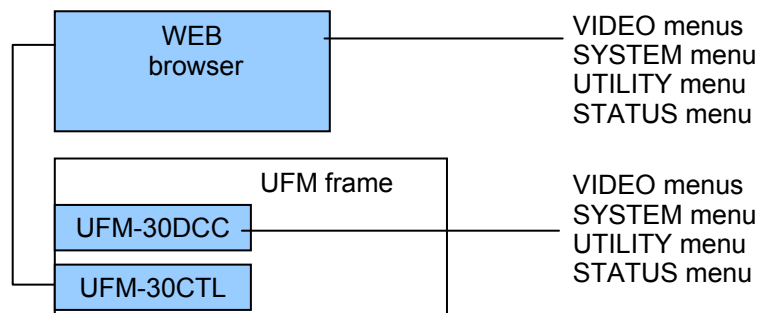 WEB
browser
VIDEO menus
SYSTEM menu
UTILITY menu
STATUS menu
UFM frame
UFM-30DCC
UFM-30CTL
VIDEO menus
SYSTEM menu
UTILITY menu
STATUS menu